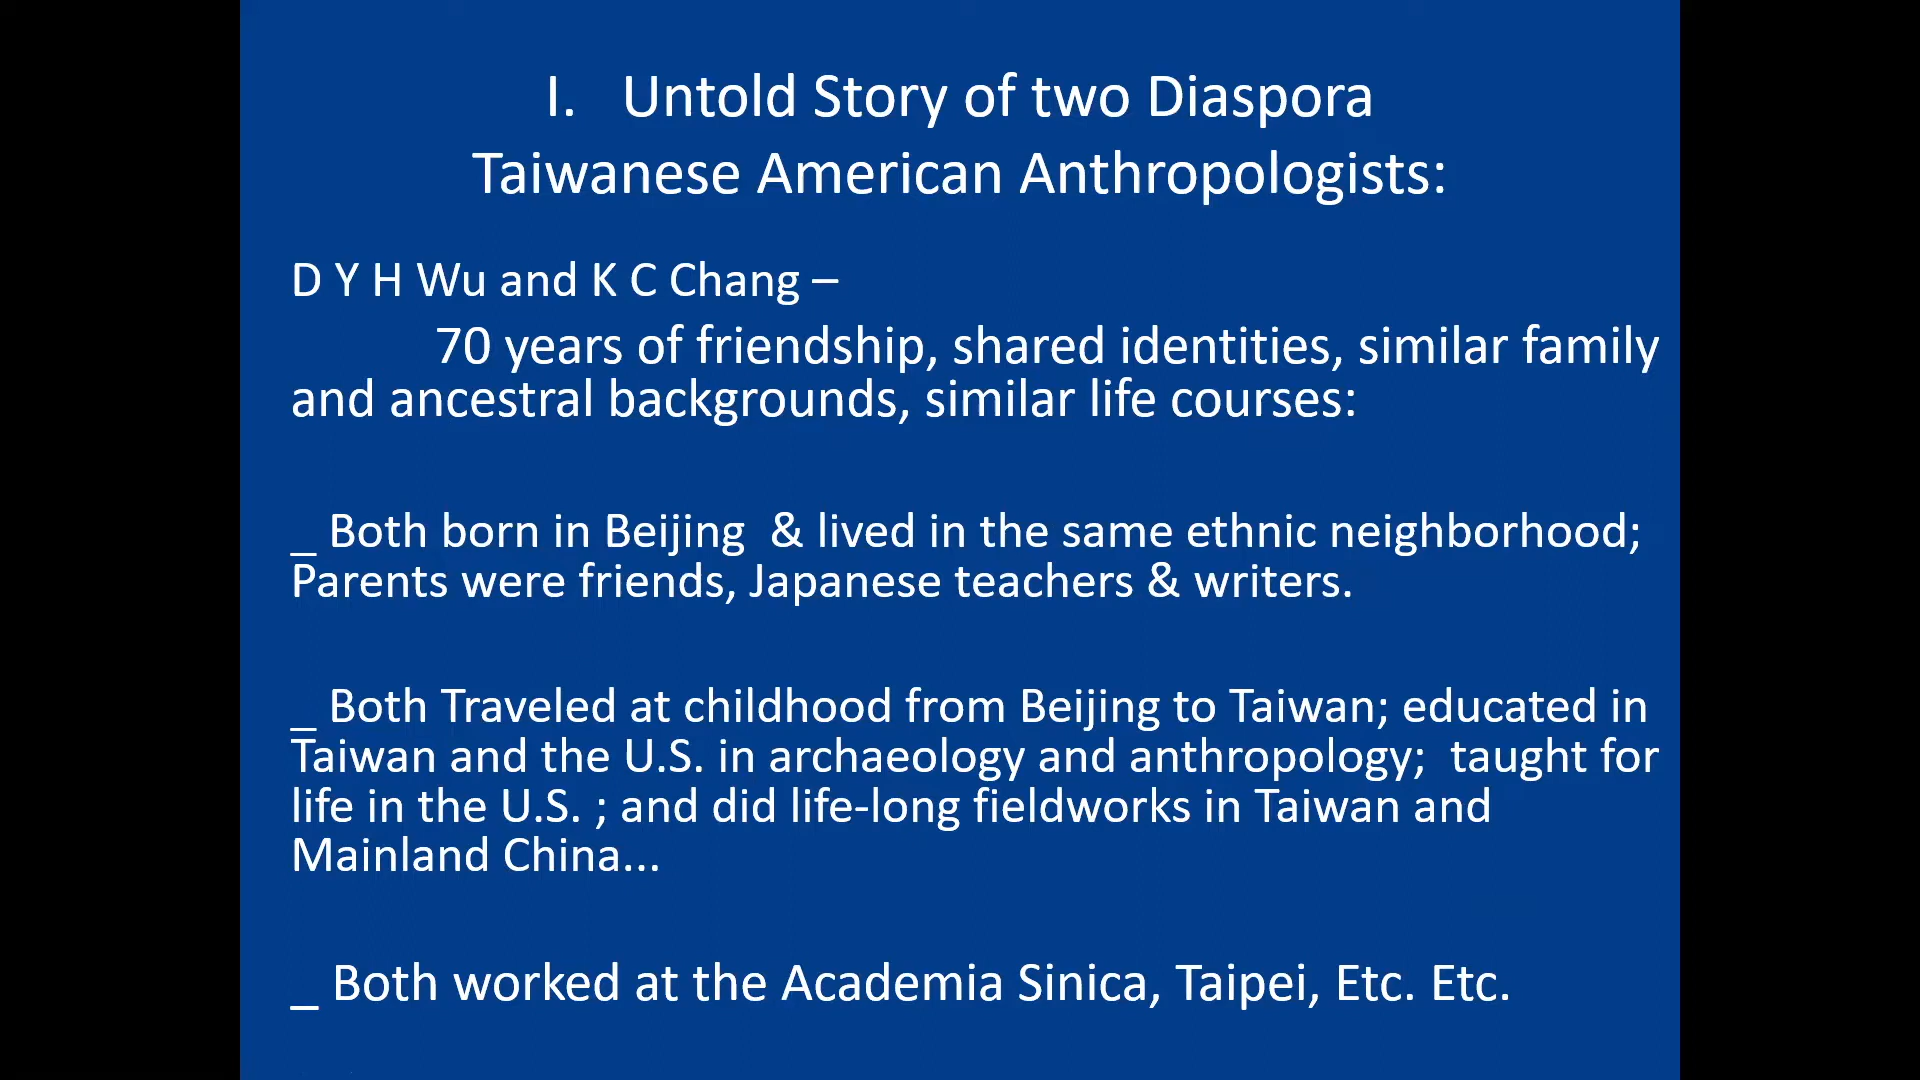 I. Untold Story of two Diaspora
Taiwanese American Anthropologists:
D Y H Wu and K C Chang –
70 years of friendship, shared identities, similar family
and ancestral backgrounds, similar life courses:
_ Both born in Beijing & lived in the same ethnic neighborhood;
Parents were friends, Japanese teachers & writers.
_ Both Traveled at childhood from Beijing to Taiwan; educated in
Taiwan and the U.S. in archaeology and anthropology; taught for
life in the U.S. ; and did life-long fieldworks in Taiwan and
Mainland China...
_ Both worked at the Academia Sinica, Taipei, Etc. Etc.